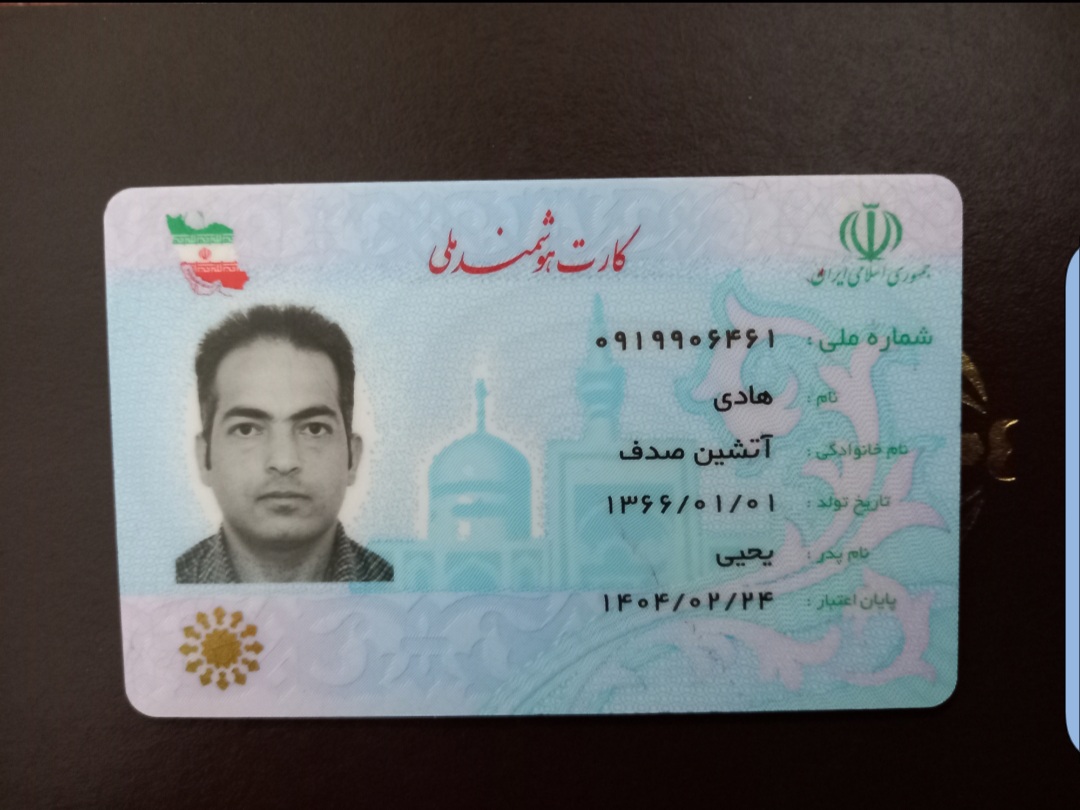 کارت هوشمند ملی
جمهوری اسلامی ایران
شماره ملی : ۰۹۱۹۹۰۶۴۶۱
نام : هادی
نام خانوادگی : آتشین صدف
تاریخ تولد : ۱۳۶۶/۰۱/۰۱
نام پدر : یحیی
پایان اعتبار : ۱۴۰۴/۰۲/۲۴